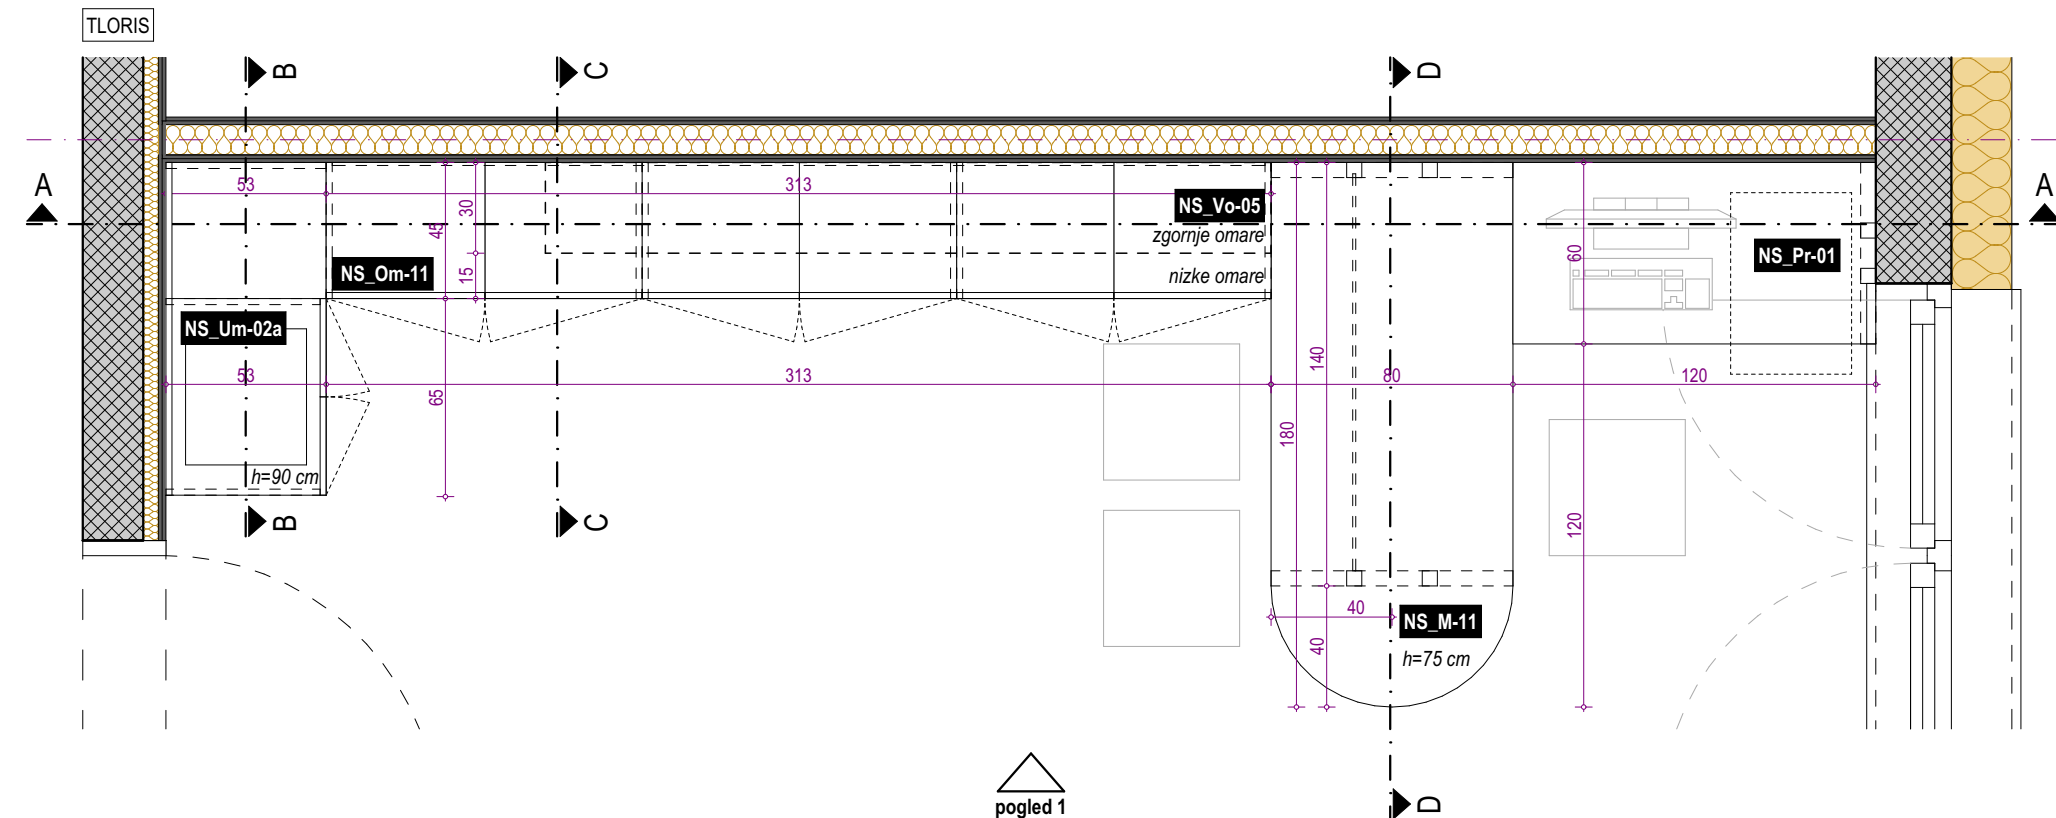 TLORIS
B
C
D
A
A
53
313
30
45
15
NS_Vo-05
zgornje omare
nizke omare
NS_Om-11
NS_Pr-01
60
NS_Um-02a
h=90 cm
53
313
80
120
65
140
180
120
B
C
40
40
NS_M-11
h=75 cm
pogled 1
D